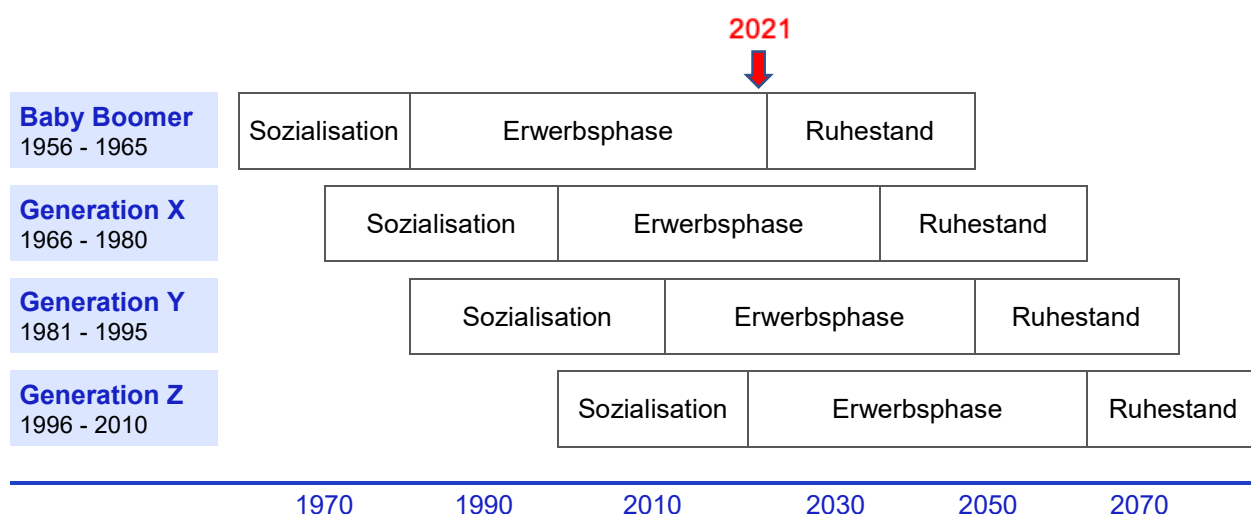 2021
Baby Boomer
1956 - 1965
Sozialisation
Erwerbsphase
Ruhestand
Generation X
1966 - 1980
Sozialisation
Erwerbsphase
Ruhestand
Generation Y
1981 - 1995
Sozialisation
Erwerbsphase
Ruhestand
Generation Z
1996 - 2010
Sozialisation
Erwerbsphase
Ruhestand
1970 1990 2010 2030 2050 2070